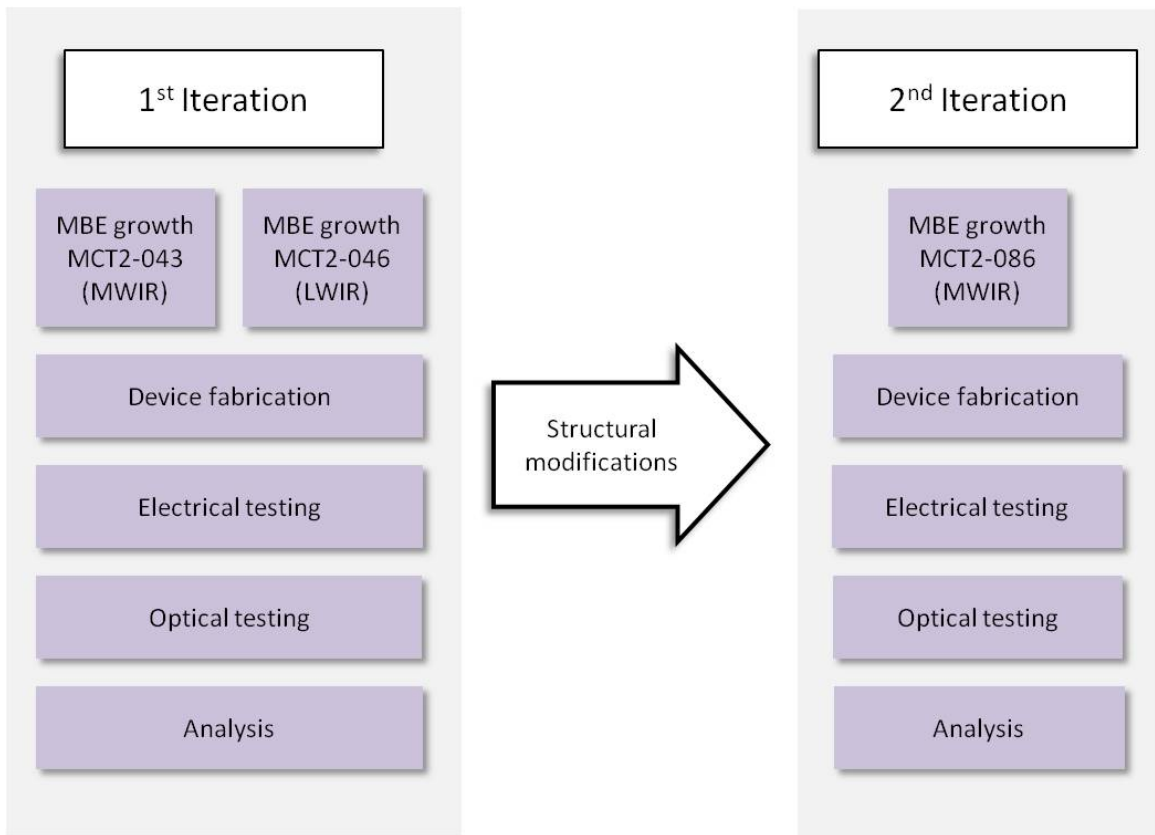 1st Iteration
MBE growth
MCT2-043
(MWIR)
MBE growth
MCT2-046
(LWIR)
Device fabrication
Electrical testing
Optical testing
Analysis
Structural
modifications
2nd Iteration
MBE growth
MCT2-086
(MWIR)
Device fabrication
Electrical testing
Optical testing
Analysis